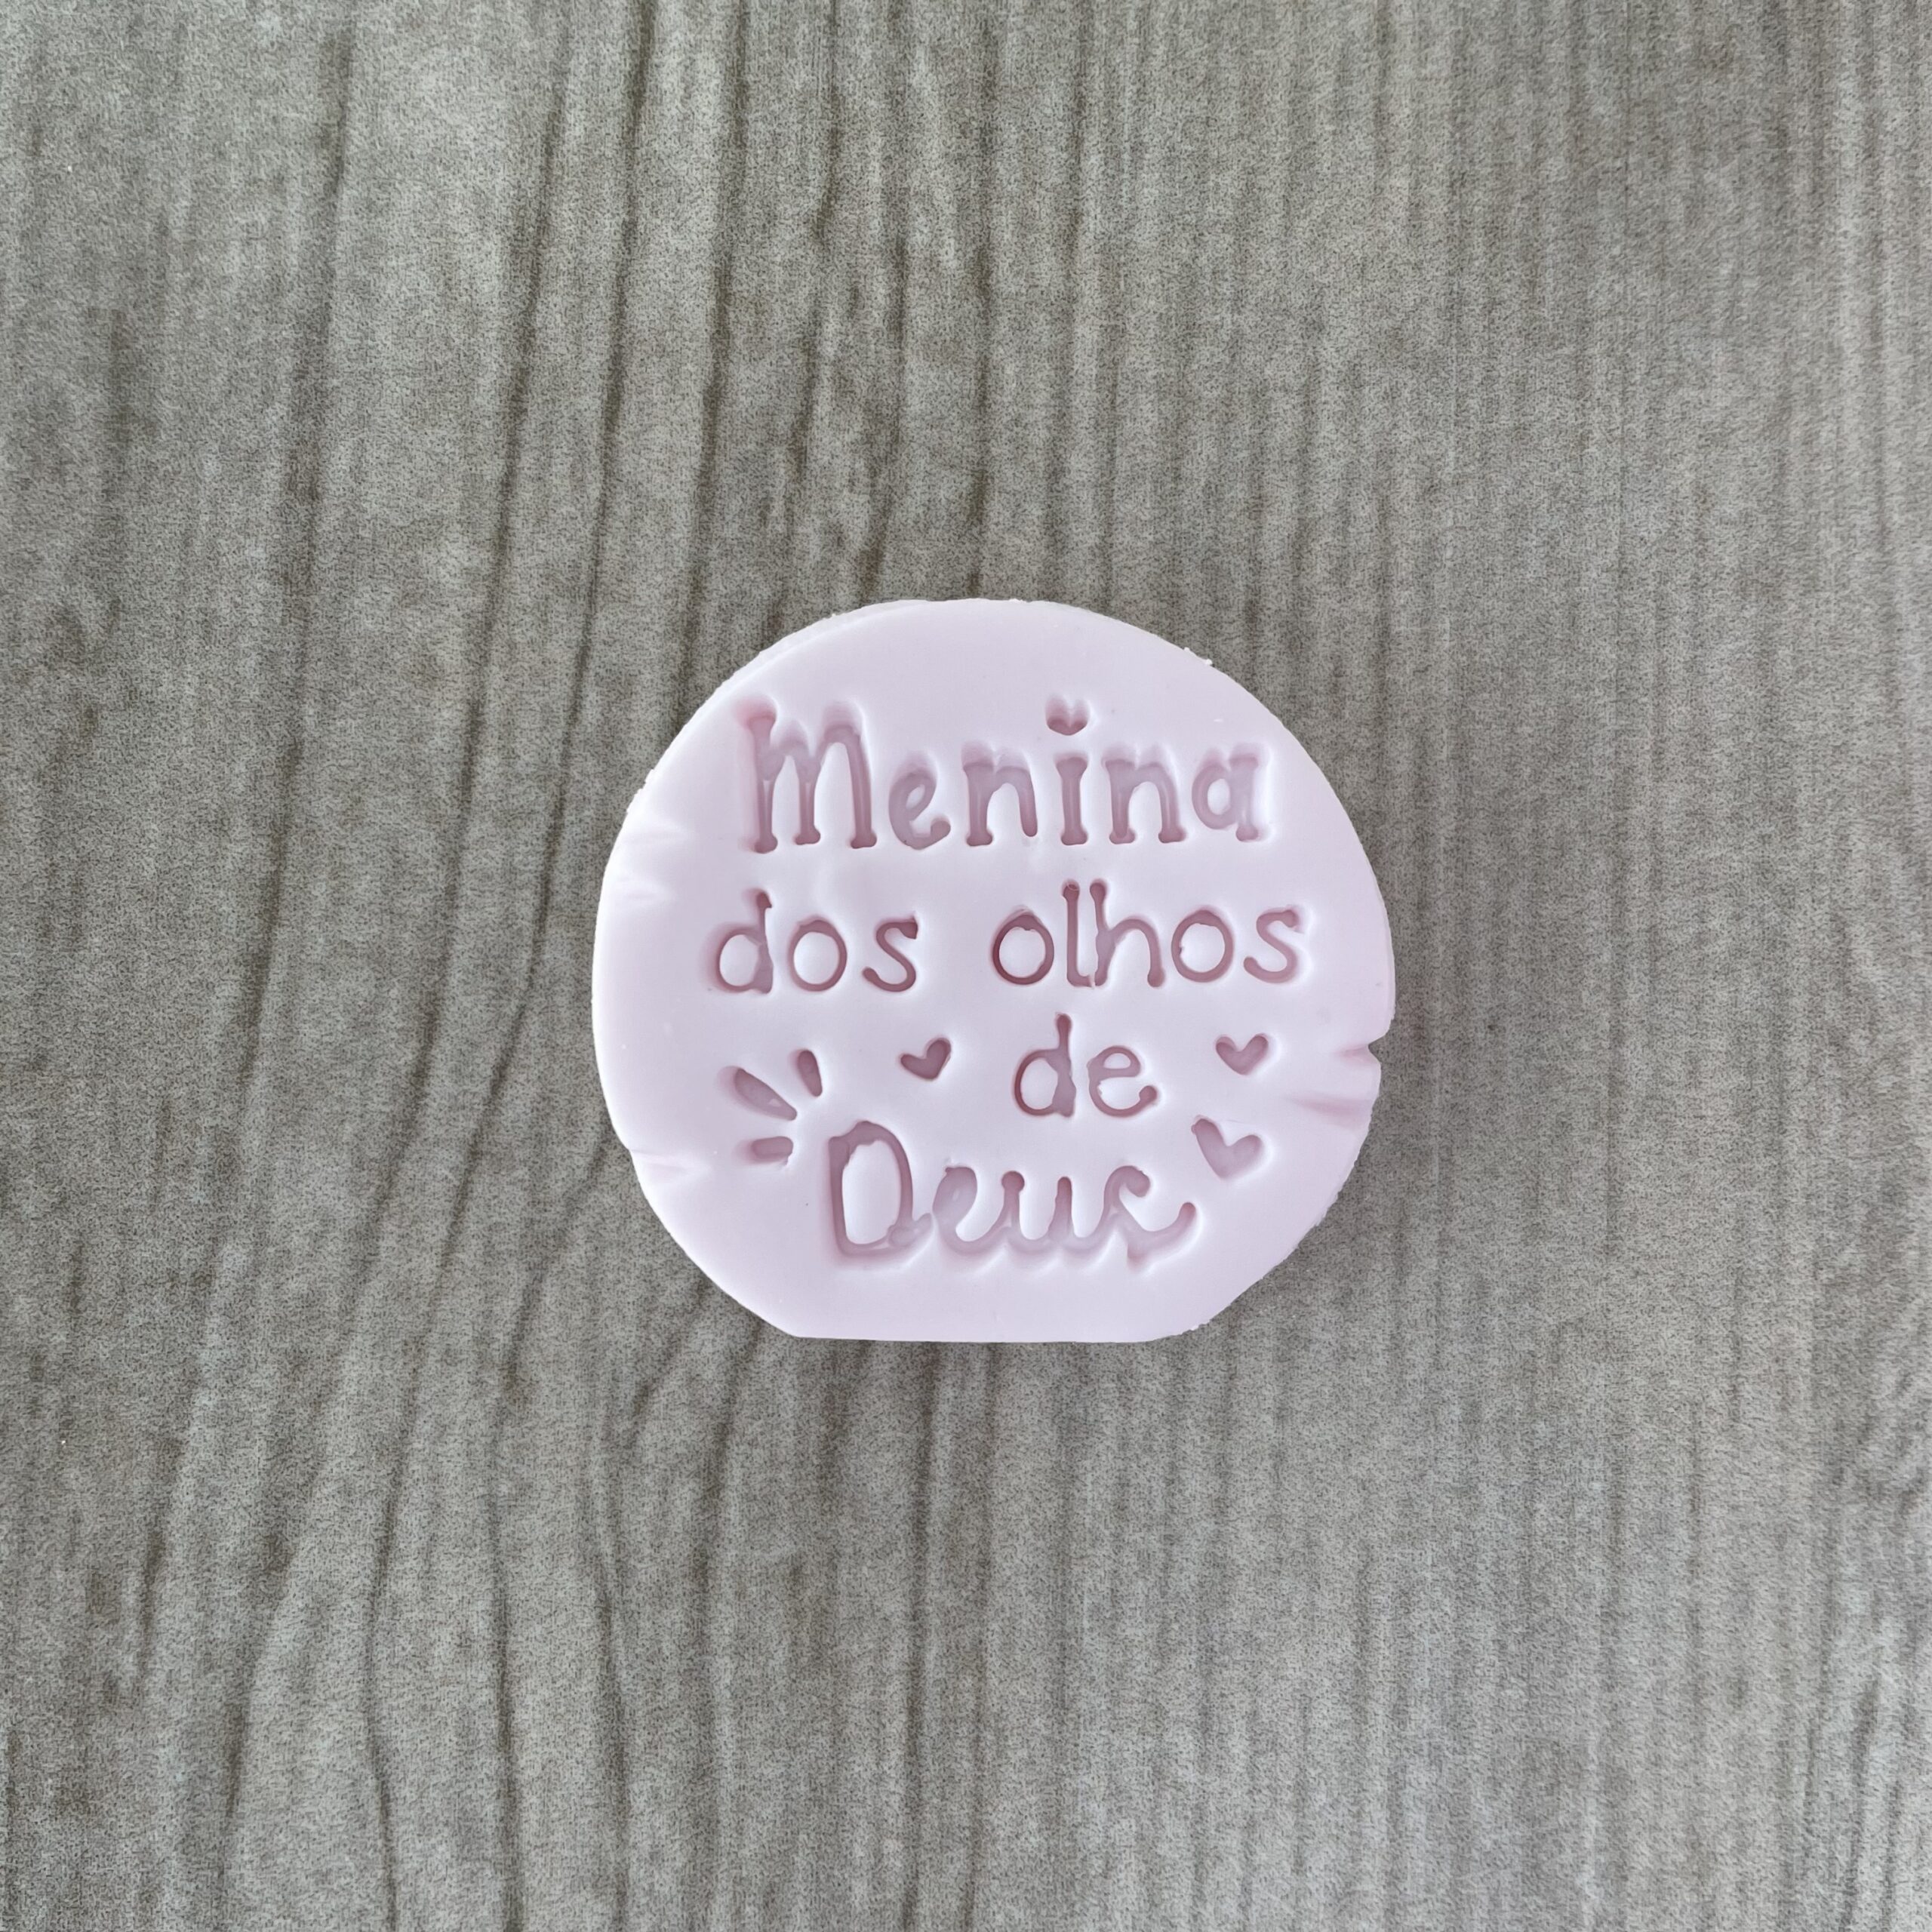 Menina
dos olhos
de
Deus